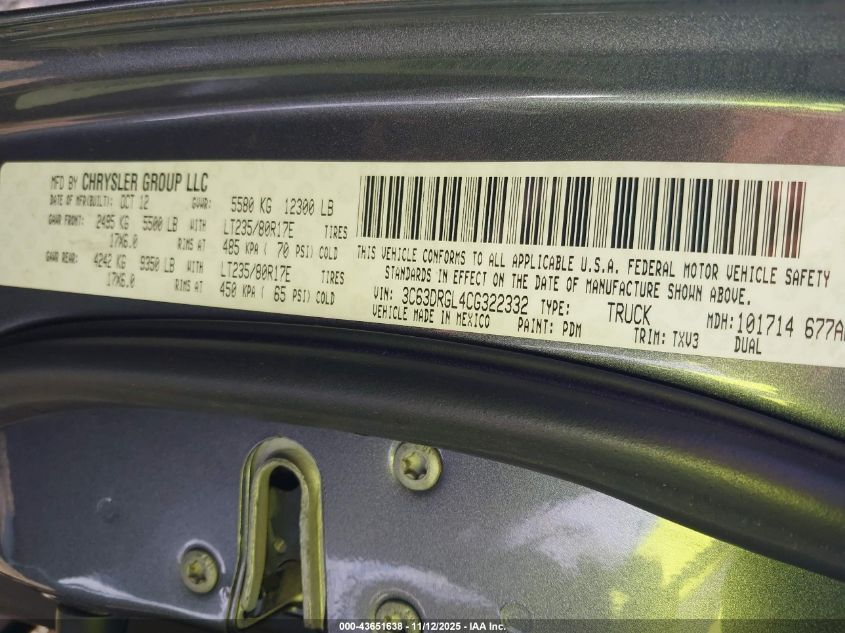 MFD BY CHRYSLER GROUP LLC
DATE OF MFR(BUILT): OCT 12 GVWR: 5580 KG 12300 LB
GAWR FRONT: 2495 KG 5500 LB WITH LT235/80R17E TIRES
17X6.0 RIMS AT 485 KPA ( 70 PSI) COLD
GAWR REAR: 4242 KG 9350 LB WITH LT235/80R17E TIRES
17X6.0 RIMS AT 450 KPA ( 65 PSI) COLD
THIS VEHICLE CONFORMS TO ALL APPLICABLE U.S.A. FEDERAL MOTOR VEHICLE SAFETY
STANDARDS IN EFFECT ON THE DATE OF MANUFACTURE SHOWN ABOVE.
VIN: 3C63DRGL4CG322332 TYPE: TRUCK MDH:101714 677A
VEHICLE MADE IN MEXICO PAINT: PDM TRIM: TXV3 DUAL
000-43651638 - 11/12/2025 - IAA Inc.